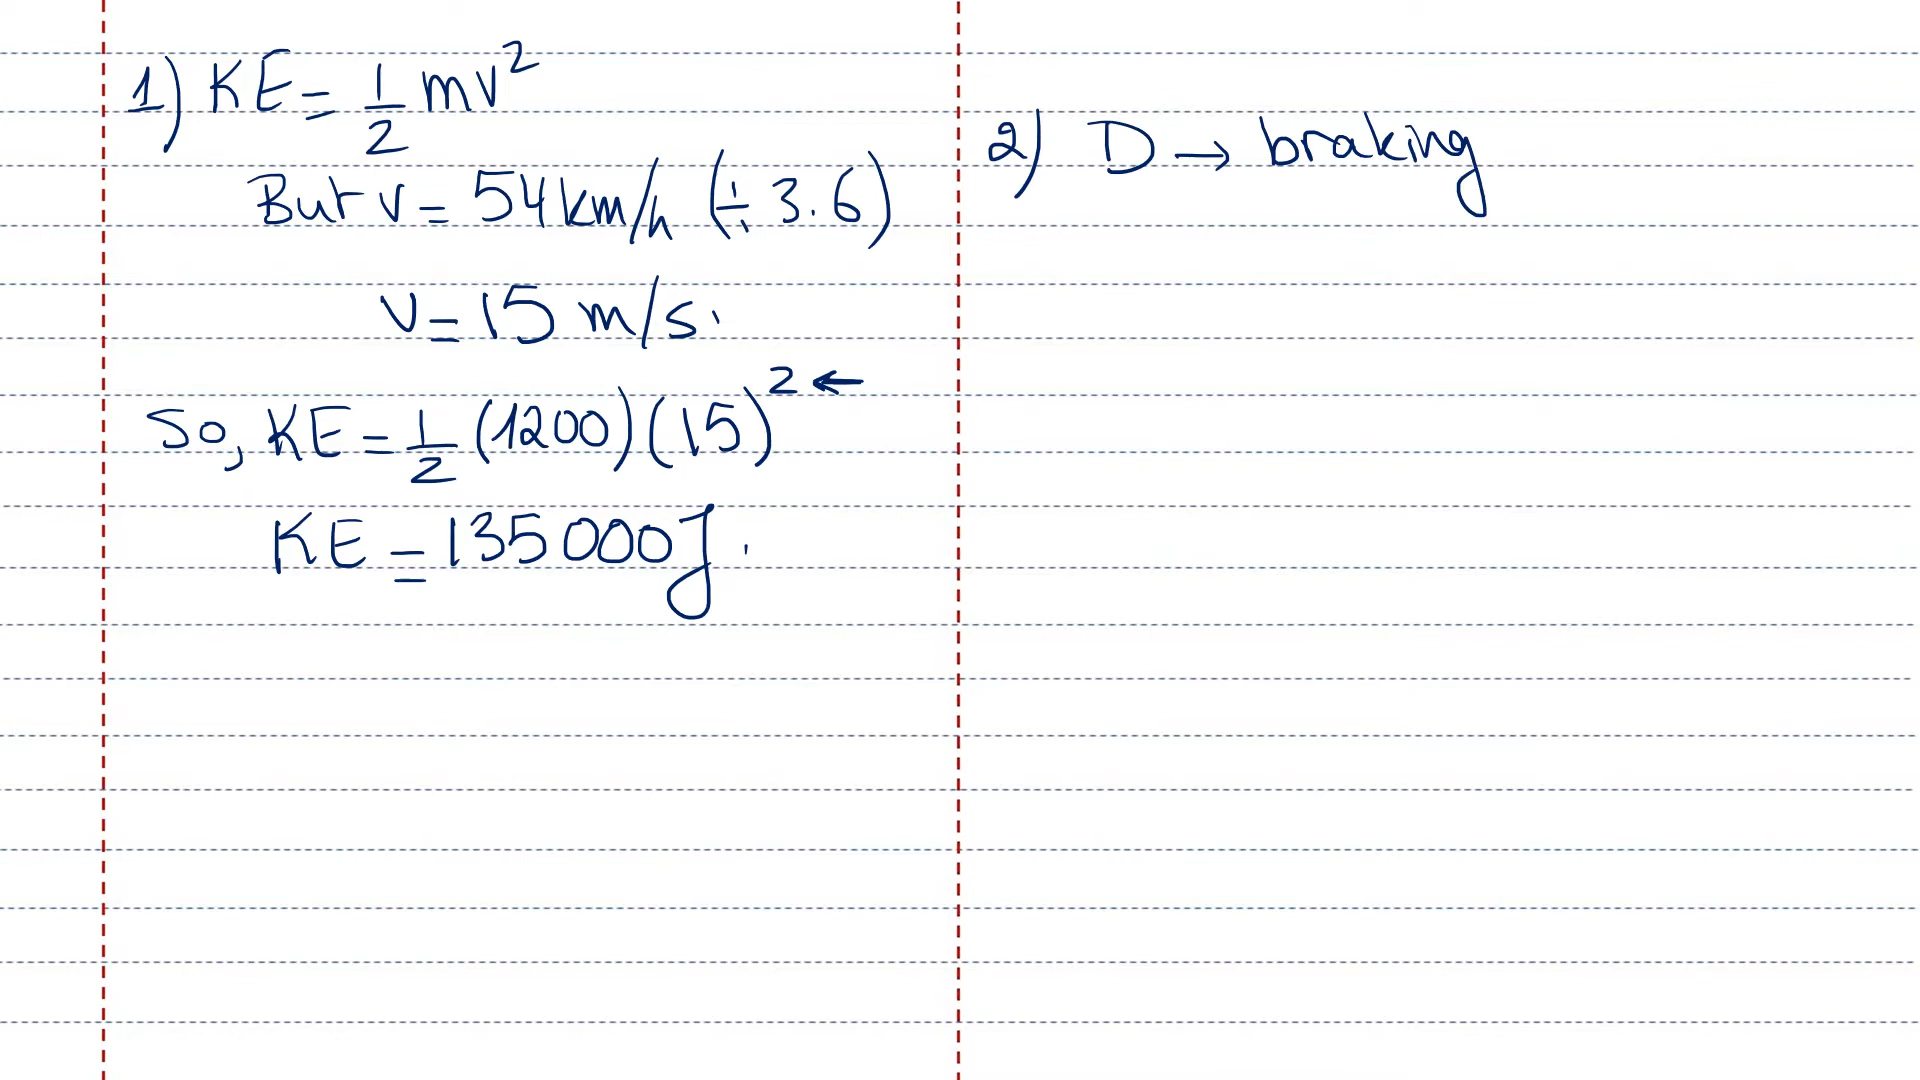 1) KE = 1/2 mv²
But v = 54 km/h (÷ 3.6)
v = 15 m/s.
So, KE = 1/2 (1200)(15)² ←
KE = 135 000 J.
2) D → braking